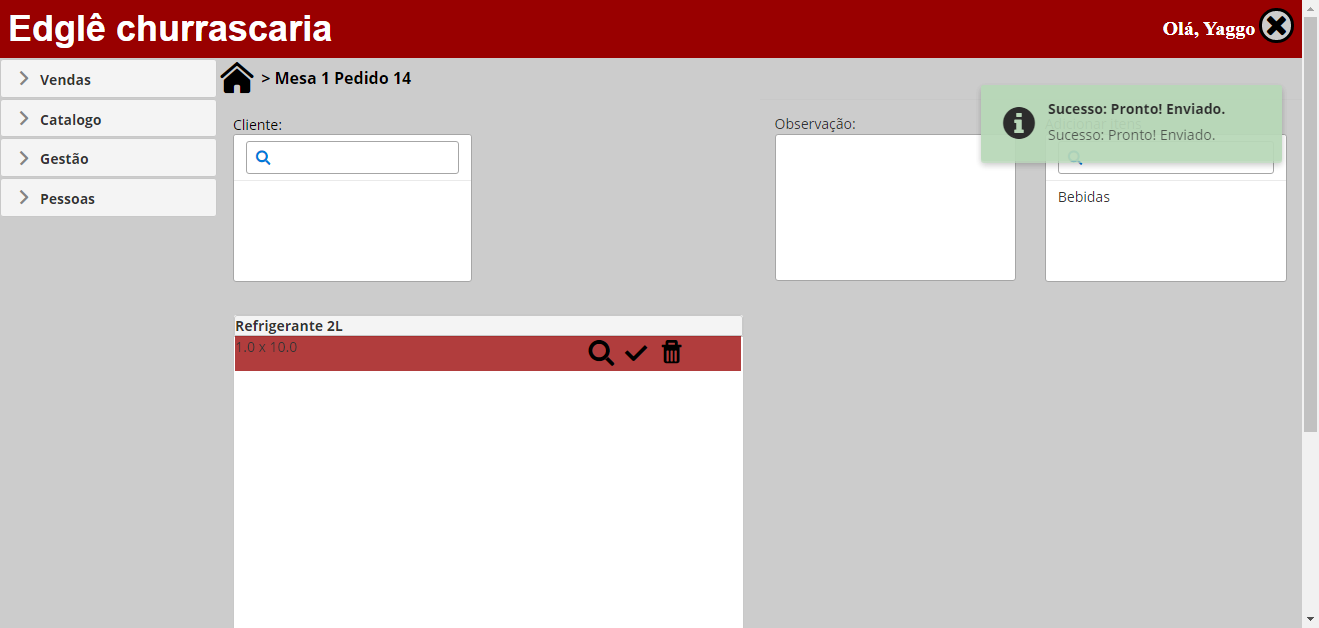 Edglê churrascaria
Olá, Yaggo
Vendas
Catalogo
Gestão
Pessoas
> Mesa 1 Pedido 14
Cliente:
Observação:
Sucesso: Pronto! Enviado.
Sucesso: Pronto! Enviado.
Bebidas
Refrigerante 2L
1.0 x 10.0